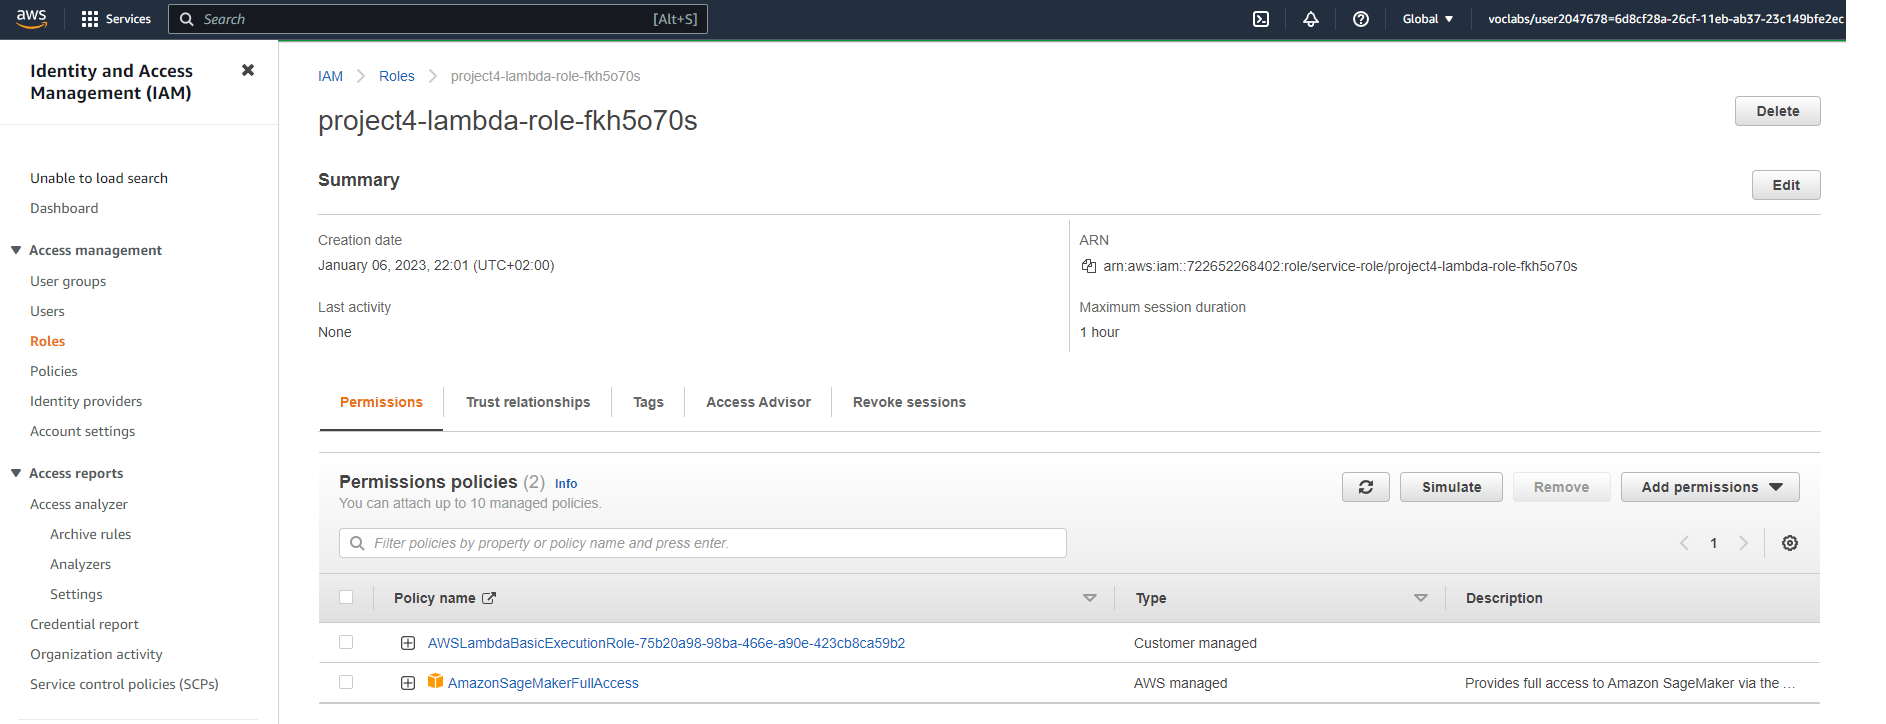 aws
Services
Search
[Alt+S]
Global
voclabs/user2047678=6d8cf28a-26cf-11eb-ab37-23c149bfe2ec
Identity and Access
Management (IAM)
Unable to load search
Dashboard
Access management
User groups
Users
Roles
Policies
Identity providers
Account settings
Access reports
Access analyzer
Archive rules
Analyzers
Settings
Credential report
Organization activity
Service control policies (SCPs)
IAM
Roles
project4-lambda-role-fkh5o70s
project4-lambda-role-fkh5o70s
Delete
Summary
Edit
Creation date
January 06, 2023, 22:01 (UTC+02:00)
ARN
arn:aws:iam::722652268402:role/service-role/project4-lambda-role-fkh5o70s
Last activity
None
Maximum session duration
1 hour
Permissions
Trust relationships
Tags
Access Advisor
Revoke sessions
Permissions policies (2) Info
You can attach up to 10 managed policies.
Simulate
Remove
Add permissions
Filter policies by property or policy name and press enter.
1
Policy name
Type
Description
AWSLambdaBasicExecutionRole-75b20a98-98ba-466e-a90e-423cb8ca59b2
Customer managed
AmazonSageMakerFullAccess
AWS managed
Provides full access to Amazon SageMaker via the ...